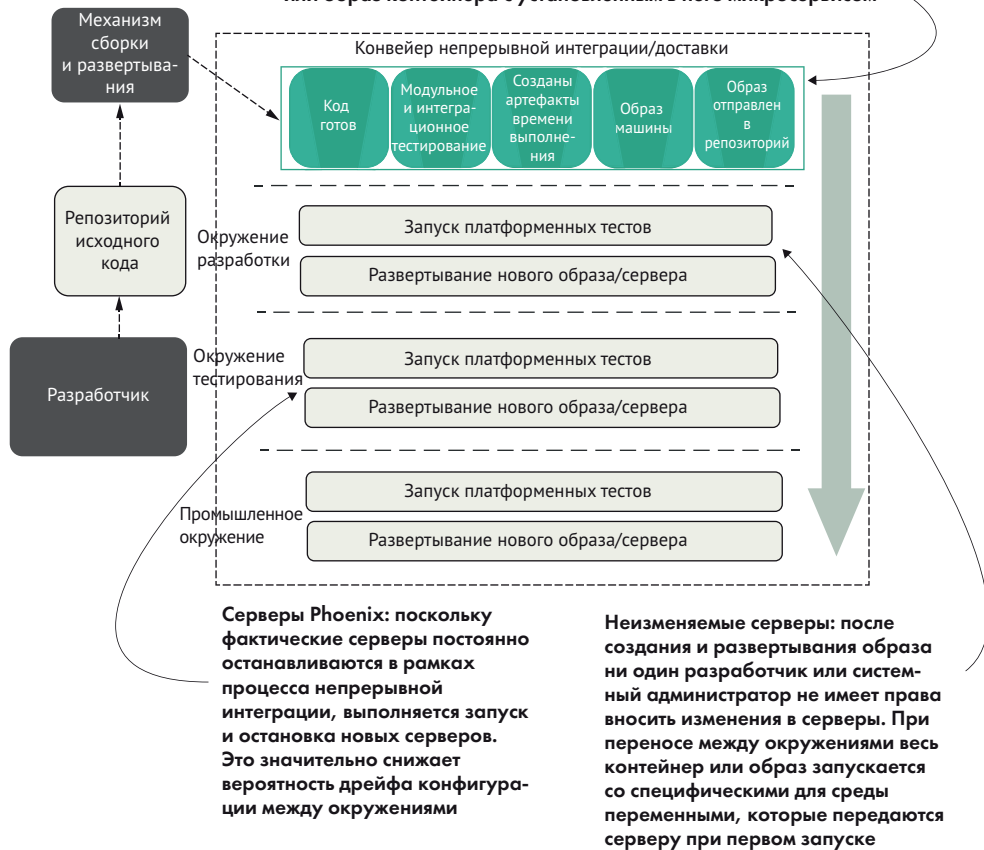 Механизм
сборки
и развертыва-
ния
Конвейер непрерывной интеграции/доставки
Код
готов
Модульное
и интегра-
ционное
тестирование
Созданы
артефакты
времени
выполне-
ния
Образ
машины
Образ
отправлен
в
репозиторий
Репозиторий
исходного
кода
Окружение
разработки
Запуск платформенных тестов
Развертывание нового образа/сервера
Разработчик
Окружение
тестирования
Запуск платформенных тестов
Развертывание нового образа/сервера
Промышленное
окружение
Запуск платформенных тестов
Развертывание нового образа/сервера
Серверы Phoenix: поскольку
фактические серверы постоянно
останавливаются в рамках
процесса непрерывной
интеграции, выполняется запуск
и остановка новых серверов.
Это значительно снижает
вероятность дрейфа конфигура-
ции между окружениями
Неизменяемые серверы: после
создания и развертывания образа
ни один разработчик или систем-
ный администратор не имеет права
вносить изменения в серверы. При
переносе между окружениями весь
контейнер или образ запускается
со специфическими для среды
переменными, которые передаются
серверу при первом запуске